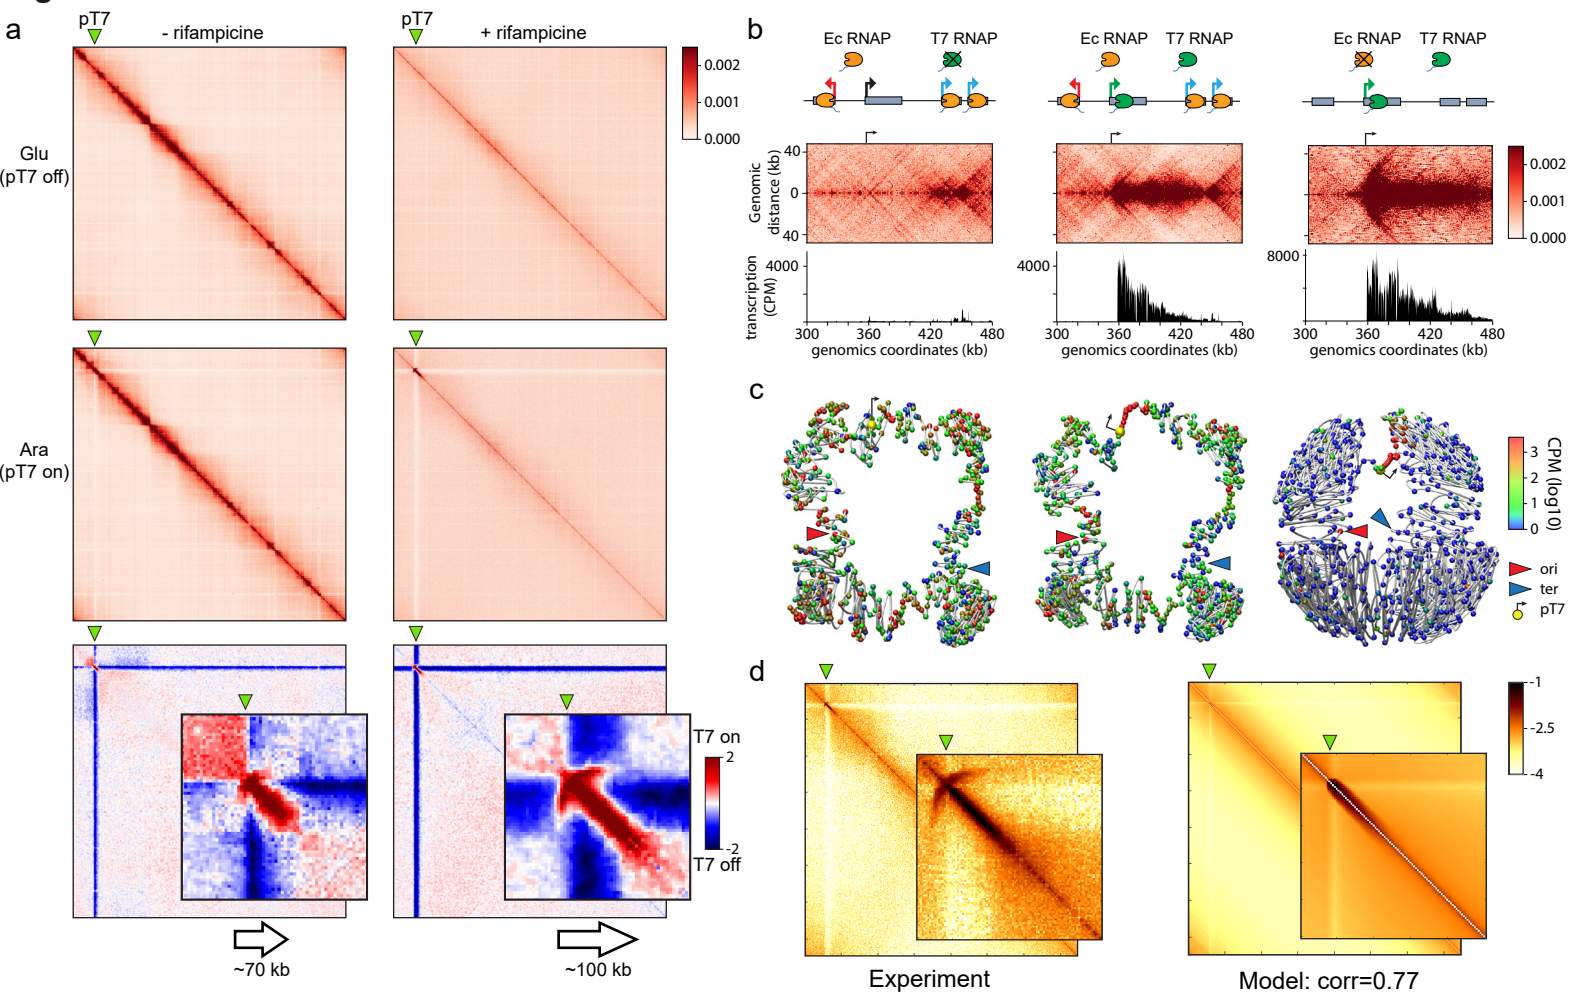 a
pT7
- rifampicine
pT7
+ rifampicine
0.002
0.001
0.000
Glu
(pT7 off)
Ara
(pT7 on)
T7 on
2
-2
T7 off
~70 kb
~100 kb
b
Ec RNAP
T7 RNAP
Ec RNAP
T7 RNAP
Ec RNAP
T7 RNAP
Genomic
distance (kb)
40
0
40
0.002
0.001
0.000
transcription
(CPM)
4000
4000
8000
300
360
420
480
300
360
420
480
300
360
420
480
genomics coordinates (kb)
genomics coordinates (kb)
genomics coordinates (kb)
c
CPM (log10)
3
2
1
0
ori
ter
pT7
d
-1
-2.5
-4
Experiment
Model: corr=0.77